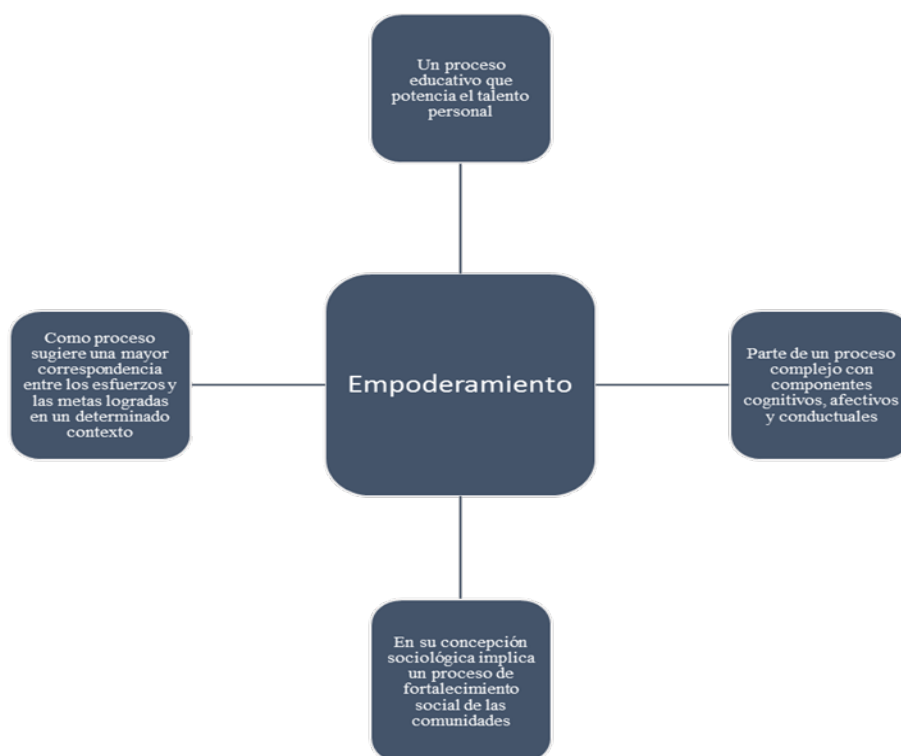 Un proceso
educativo que
potencia el talento
personal
Como proceso
sugiere una mayor
correspondencia
entre los esfuerzos y
las metas logradas
en un determinado
contexto
Empoderamiento
Parte de un proceso
complejo con
componentes
cognitivos, afectivos
y conductuales
En su concepción
sociológica implica
un proceso de
fortalecimiento
social de las
comunidades